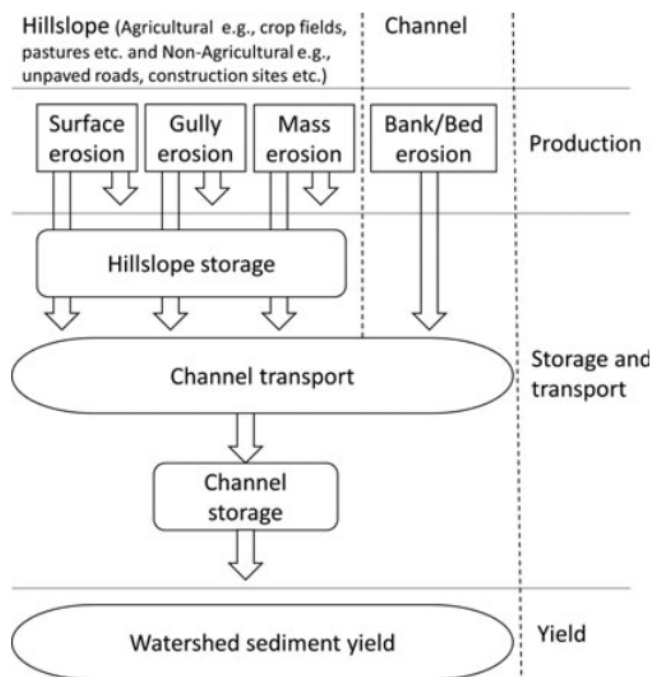 Hillslope (Agricultural e.g., crop fields,
pastures etc. and Non-Agricultural e.g.,
unpaved roads, construction sites etc.)
Channel
Surface
erosion
Gully
erosion
Mass
erosion
Bank/Bed
erosion
Production
Hillslope storage
Channel transport
Storage and
transport
Channel
storage
Watershed sediment yield
Yield